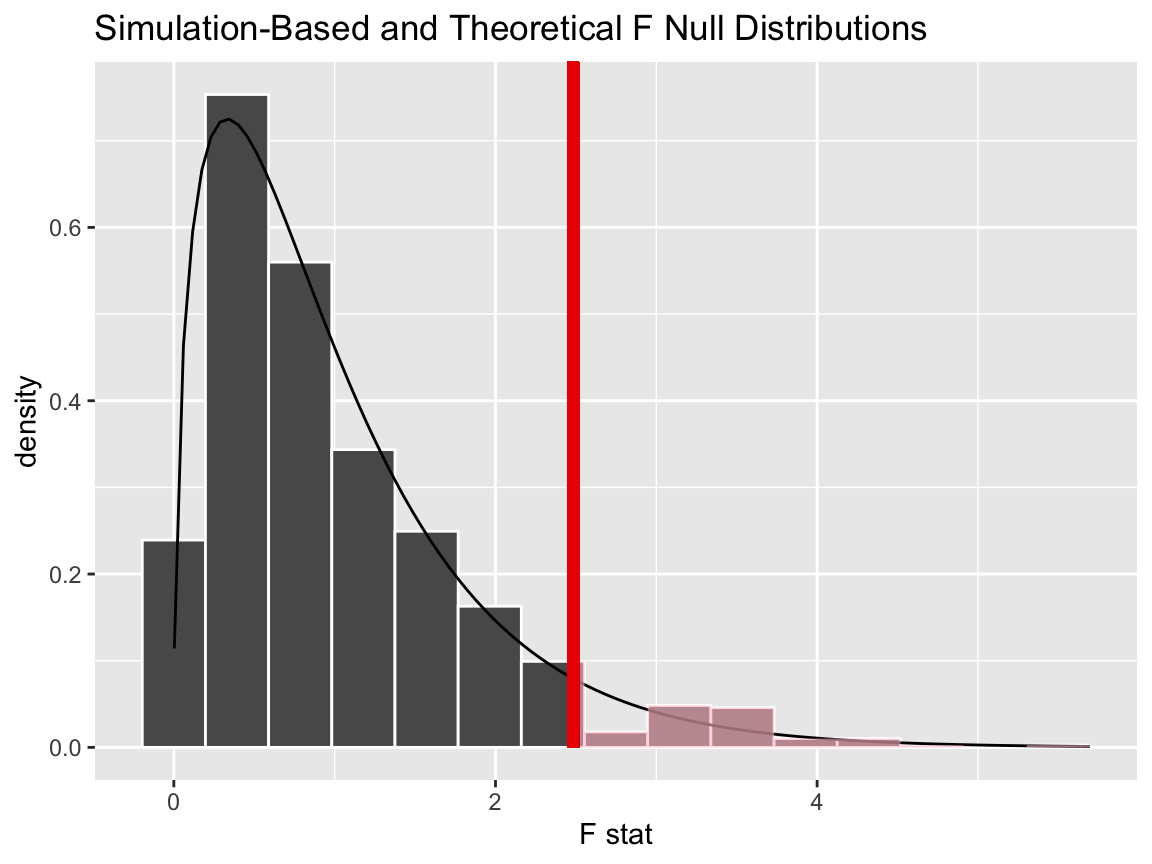 Simulation-Based and Theoretical F Null Distributions
density
0.6
0.4
0.2
0.0
0 2 4
F stat